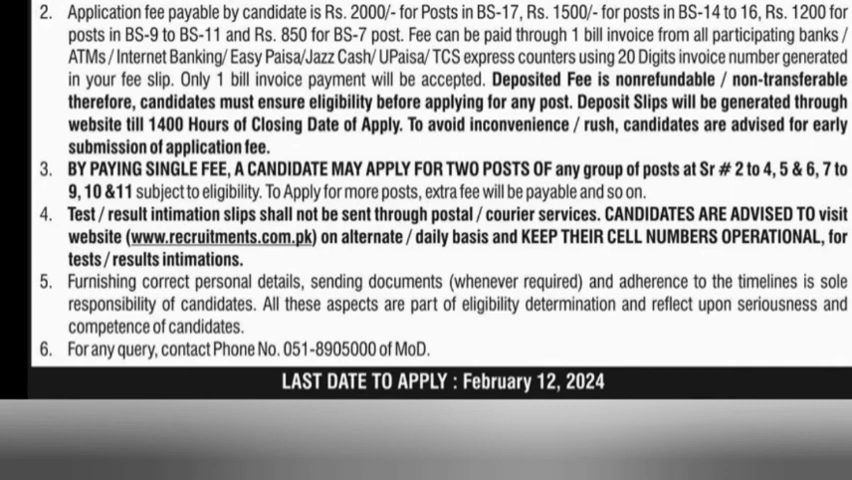 2. Application fee payable by candidate is Rs. 2000/- for Posts in BS-17, Rs. 1500/- for posts in BS-14 to 16, Rs. 1200 for
posts in BS-9 to BS-11 and Rs. 850 for BS-7 post. Fee can be paid through 1 bill invoice from all participating banks /
ATMs / Internet Banking/ Easy Paisa/Jazz Cash/ UPaisa/ TCS express counters using 20 Digits invoice number generated
in your fee slip. Only 1 bill invoice payment will be accepted. Deposited Fee is nonrefundable / non-transferable
therefore, candidates must ensure eligibility before applying for any post. Deposit Slips will be generated through
website till 1400 Hours of Closing Date of Apply. To avoid inconvenience / rush, candidates are advised for early
submission of application fee.
3. BY PAYING SINGLE FEE, A CANDIDATE MAY APPLY FOR TWO POSTS OF any group of posts at Sr # 2 to 4, 5 & 6, 7 to
9, 10 &11 subject to eligibility. To Apply for more posts, extra fee will be payable and so on.
4. Test / result intimation slips shall not be sent through postal / courier services. CANDIDATES ARE ADVISED TO visit
website (www.recruitments.com.pk) on alternate / daily basis and KEEP THEIR CELL NUMBERS OPERATIONAL, for
tests / results intimations.
5. Furnishing correct personal details, sending documents (whenever required) and adherence to the timelines is sole
responsibility of candidates. All these aspects are part of eligibility determination and reflect upon seriousness and
competence of candidates.
6. For any query, contact Phone No. 051-8905000 of MoD.
LAST DATE TO APPLY : February 12, 2024